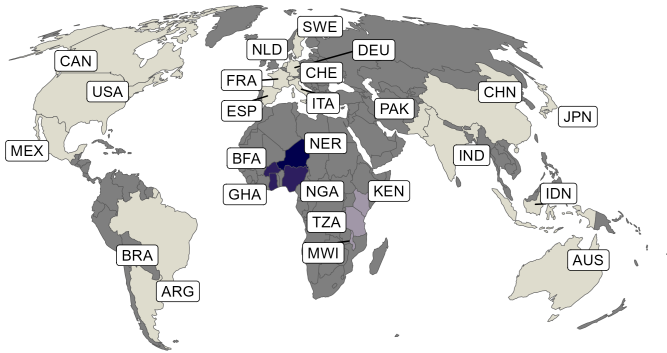 SWE
NLD
DEU
CAN
FRA
CHE
USA
CHN
ESP
ITA
PAK
JPN
MEX
NER
BFA
IND
GHA
NGA
KEN
IDN
TZA
MWI
BRA
AUS
ARG